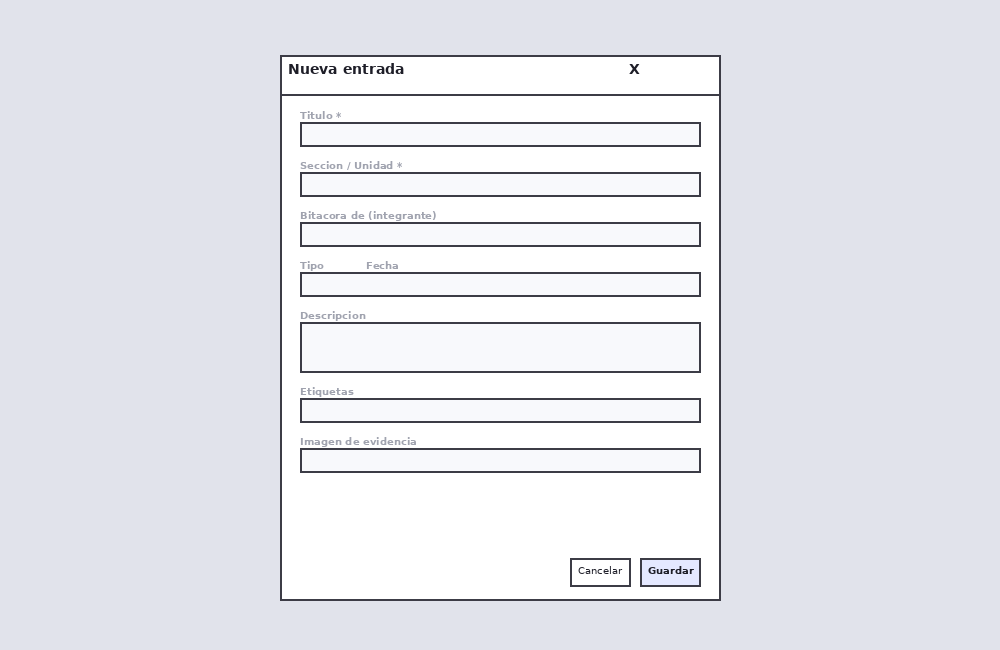 Nueva entrada X
Titulo *
Seccion / Unidad *
Bitacora de (integrante)
Tipo Fecha
Descripcion
Etiquetas
Imagen de evidencia
Cancelar Guardar